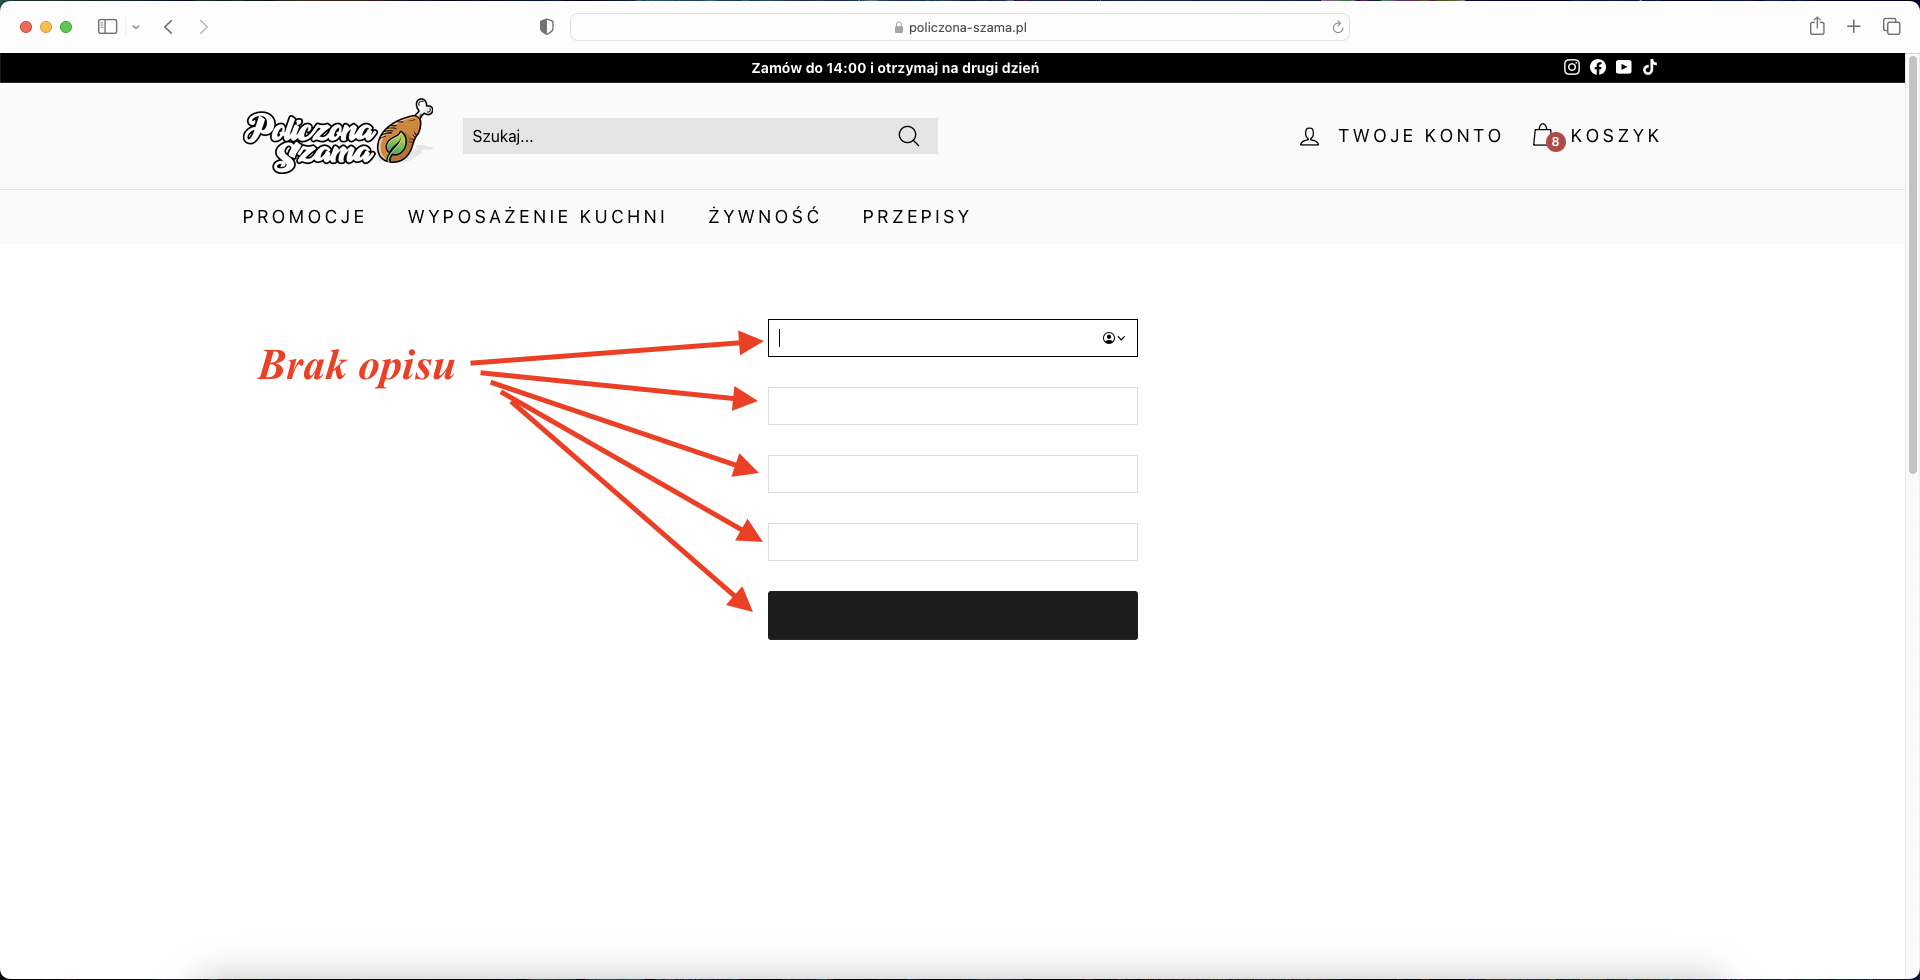 policzona-szama.pl
Zamów do 14:00 i otrzymaj na drugi dzień
Policzona
Szama
Szukaj...
TWOJE KONTO
8
KOSZYK
PROMOCJE
WYPOSAŻENIE KUCHNI
ŻYWNOŚĆ
PRZEPISY
Brak opisu